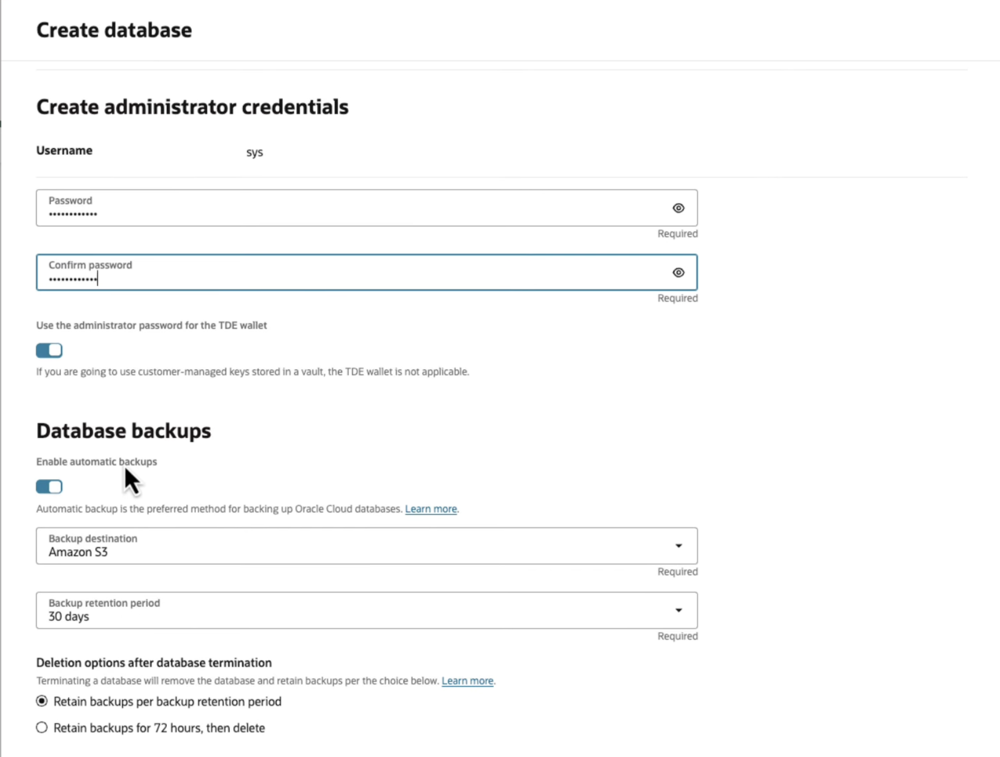 Create database
Create administrator credentials
Username sys
Password
••••••••••••
Required
Confirm password
••••••••••••
Required
Use the administrator password for the TDE wallet
If you are going to use customer-managed keys stored in a vault, the TDE wallet is not applicable.
Database backups
Enable automatic backups
Automatic backup is the preferred method for backing up Oracle Cloud databases. Learn more.
Backup destination
Amazon S3
Required
Backup retention period
30 days
Required
Deletion options after database termination
Terminating a database will remove the database and retain backups per the choice below. Learn more.
Retain backups per backup retention period
Retain backups for 72 hours, then delete